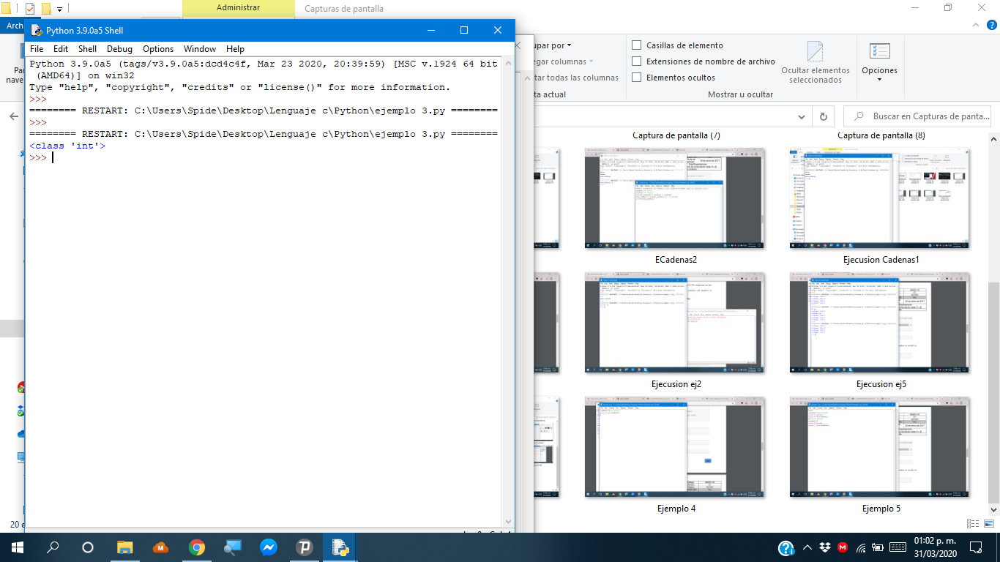 Administrar
Capturas de pantalla
Arch
Python 3.9.0a5 Shell
File Edit Shell Debug Options Window Help
Python 3.9.0a5 (tags/v3.9.0a5:dcd4c4f, Mar 23 2020, 20:39:59) [MSC v.1924 64 bit
(AMD64)] on win32
Type "help", "copyright", "credits" or "license()" for more information.
>>>
======== RESTART: C:\Users\Spide\Desktop\Lenguaje c\Python\ejemplo 3.py ========
>>>
======== RESTART: C:\Users\Spide\Desktop\Lenguaje c\Python\ejemplo 3.py ========
<class 'int'>
>>>
Par
nave
upar por
egar columnas
tar todas las columnas
ta actual
Casillas de elemento
Extensiones de nombre de archivo
Elementos ocultos
Ocultar elementos
seleccionados
Mostrar u ocultar
Opciones
Buscar en Capturas de panta...
Captura de pantalla (7)
Captura de pantalla (8)
ECadenas2
Ejecusion Cadenas1
Ejecusion ej2
Ejecusion ej5
Ejemplo 4
Ejemplo 5
20 e
01:02 p. m.
31/03/2020